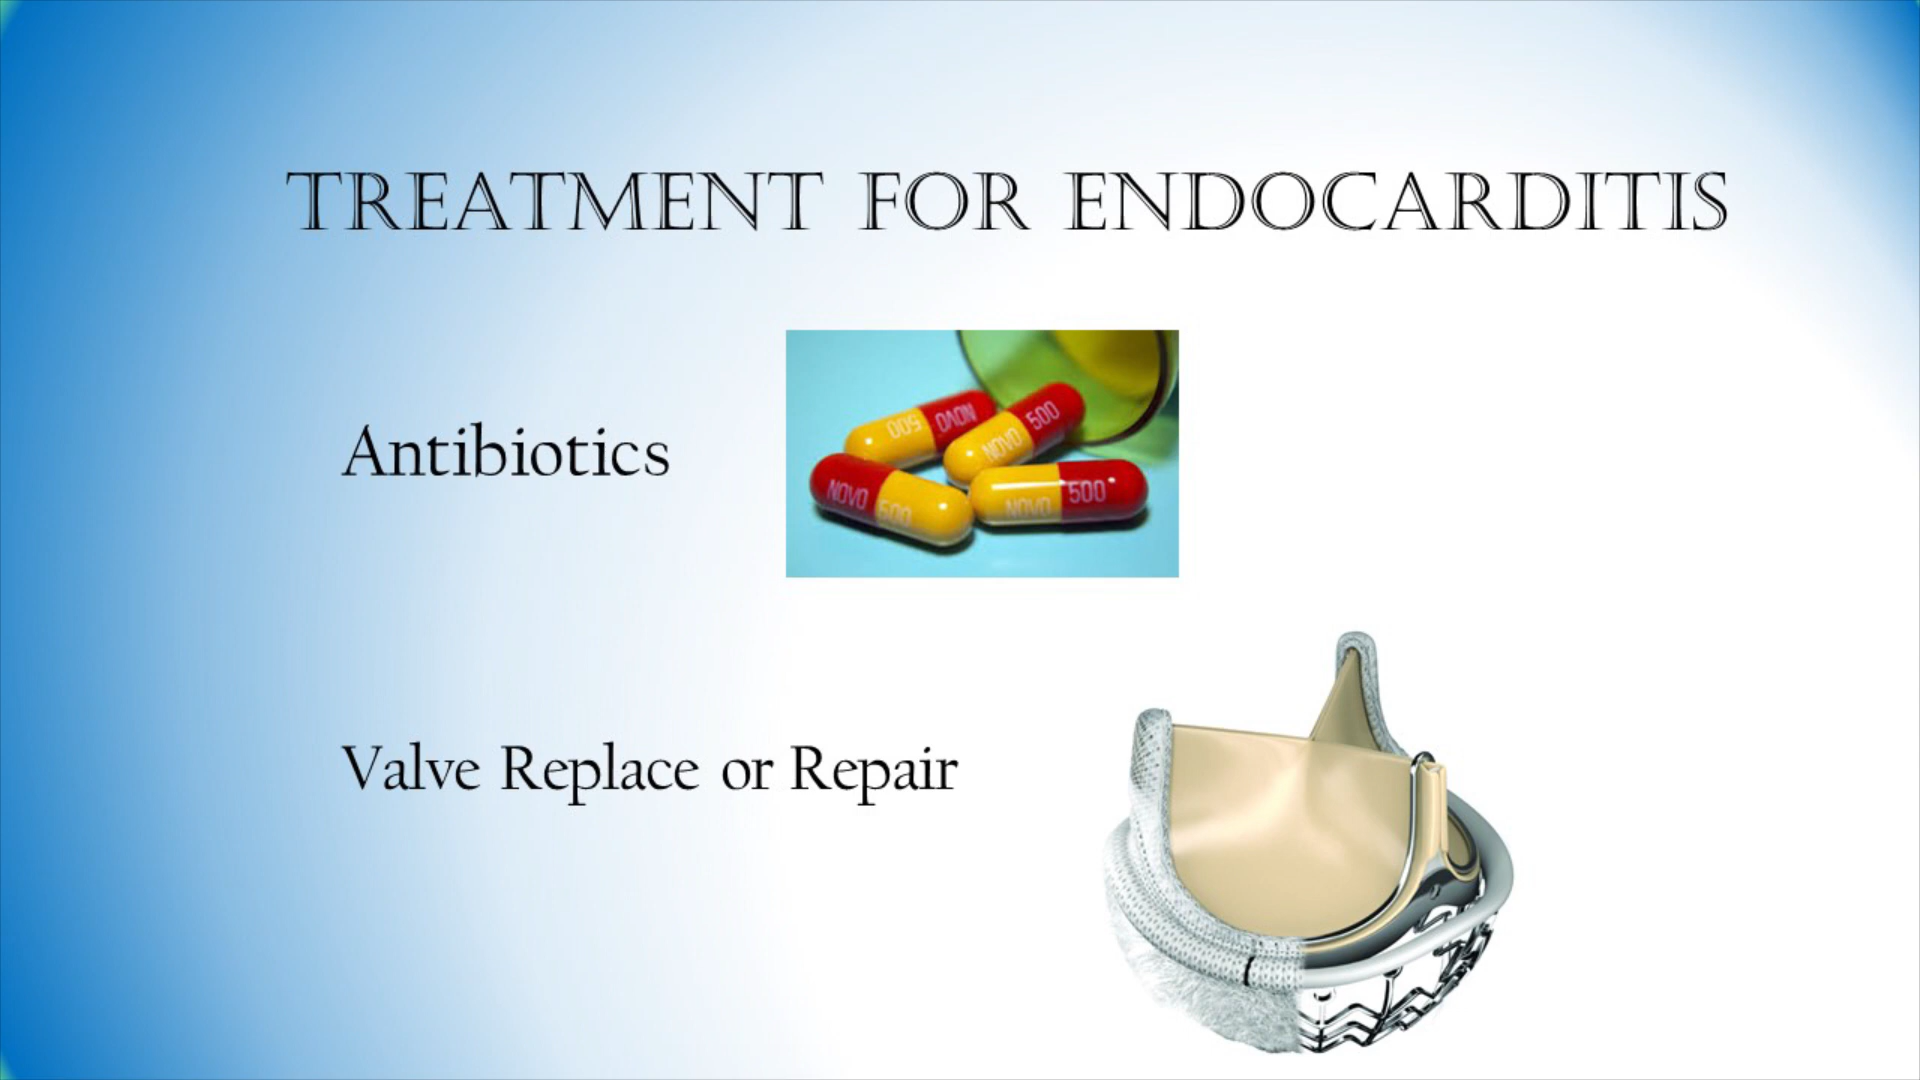 TREATMENT FOR ENDOCARDITIS
Antibiotics
500 NOVO
NOVO 500
NOVO 500
NOVO 500
Valve Replace or Repair